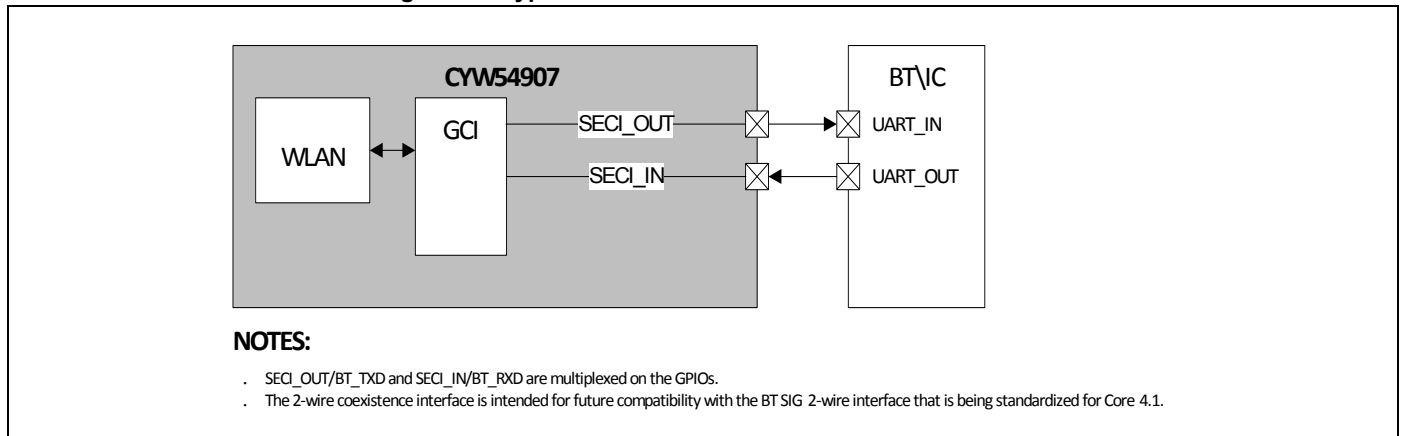 CYW54907
BT\IC
WLAN
GCI
SECI_OUT
UART_IN
SECI_IN
UART_OUT
NOTES:
. SECI_OUT/BT_TXD and SECI_IN/BT_RXD are multiplexed on the GPIOs.
. The 2-wire coexistence interface is intended for future compatibility with the BT SIG 2-wire interface that is being standardized for Core 4.1.